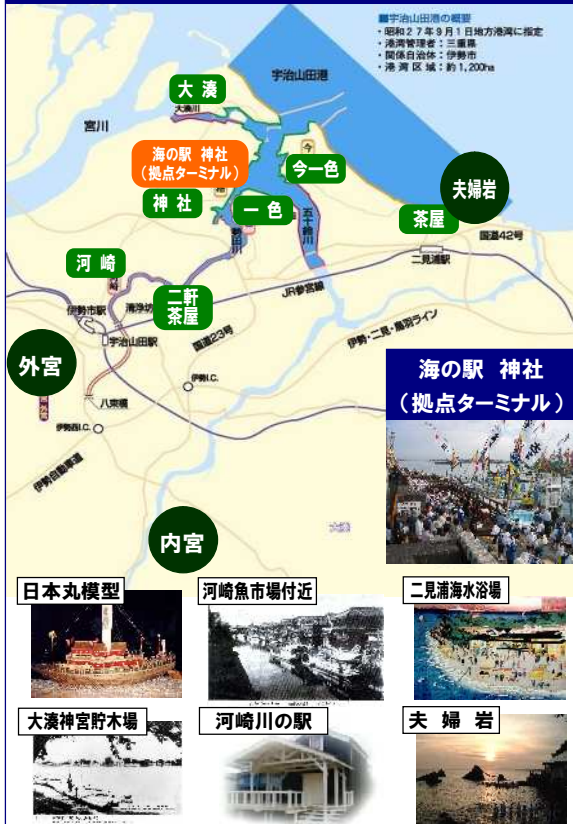 ■宇治山田港の概要
・昭和27年9月1日地方港湾に指定
・港湾管理者：三重県
・関係自治体：伊勢市
・港湾区域：約1,200ha
宇治山田港
大湊
大湊川
宮川
海の駅 神社
（拠点ターミナル）
今
今一色
神社
一色
五十鈴川
勢田川
夫婦岩
茶屋
国道42号
二見浦駅
河崎
JR参宮線
二軒
茶屋
清浄坊
伊勢市駅
宇治山田駅
国道23号
伊勢・二見・鳥羽ライン
外宮
伊勢I.C.
八束橋
伊勢西I.C.
伊勢自動車道
内宮
海の駅 神社
（拠点ターミナル）
日本丸模型
河崎魚市場付近
二見浦海水浴場
大湊神宮貯木場
河崎川の駅
夫婦岩